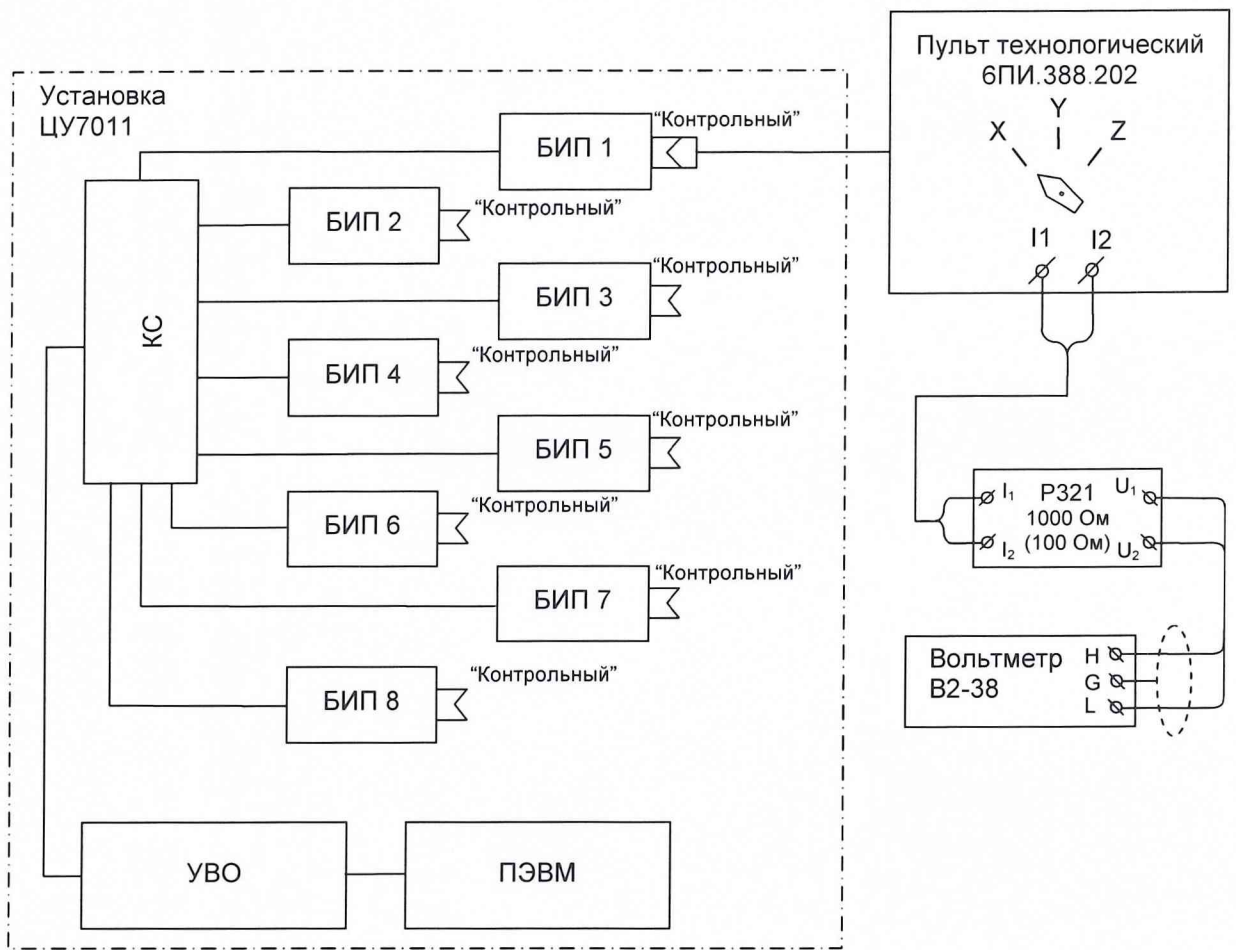 Установка
ЦУ7011
КС
БИП 1
“Контрольный”
БИП 2
“Контрольный”
БИП 3
“Контрольный”
БИП 4
“Контрольный”
БИП 5
“Контрольный”
БИП 6
“Контрольный”
БИП 7
“Контрольный”
БИП 8
“Контрольный”
УВО
ПЭВМ
Пульт технологический
6ПИ.388.202
X
Y
Z
I1
I2
I₁
I₂
P321
1000 Ом
(100 Ом)
U₁
U₂
Вольтметр
В2-38
H
G
L